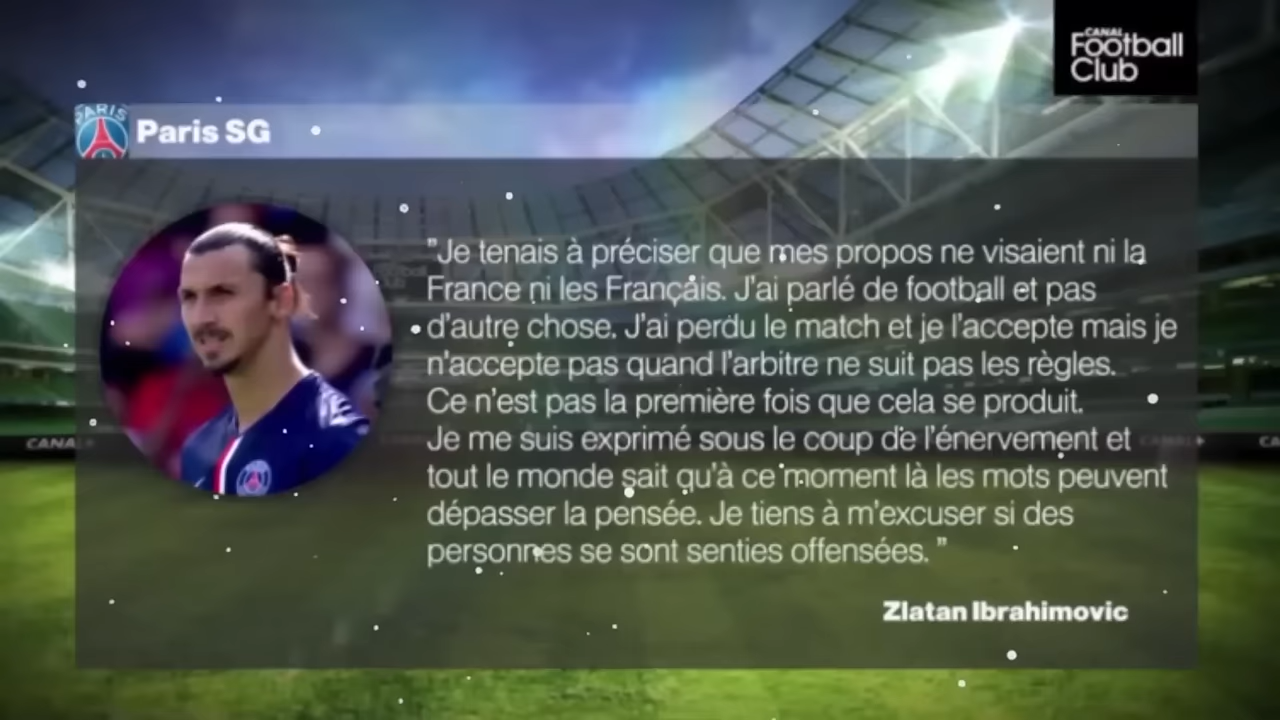 CANAL
Football
Club
PARIS
Paris SG
"Je tenais à préciser que mes propos ne visaient ni la
France ni les Français. J'ai parlé de football et pas
d'autre chose. J'ai perdu le match et je l'accepte mais je
n'accepte pas quand l'arbitre ne suit pas les règles.
Ce n'est pas la première fois que cela se produit.
Je me suis exprimé sous le coup de l'énervement et
tout le monde sait qu'à ce moment là les mots peuvent
dépasser la pensée. Je tiens à m'excuser si des
personnes se sont senties offensées. "
Zlatan Ibrahimovic
CANAL+
CANAL+